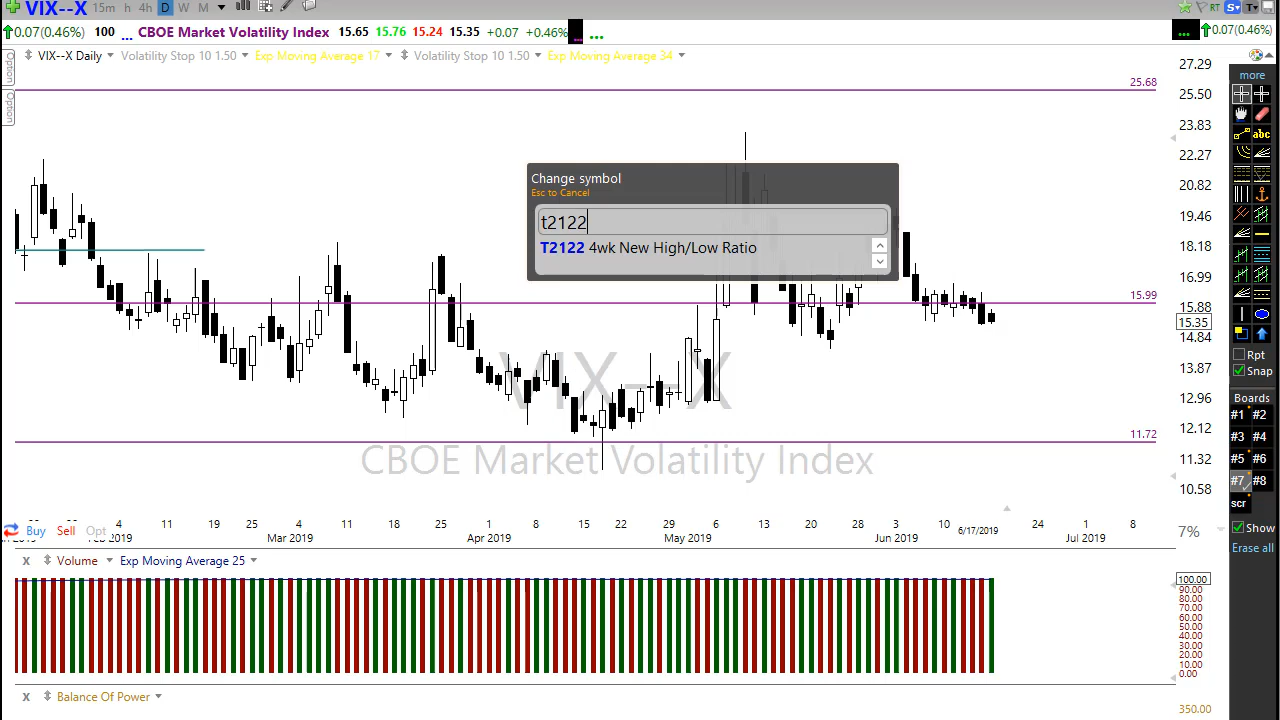 VIX--X 15m h 4h D W M RT S T
0.07(0.46%) 100 ... CBOE Market Volatility Index 15.65 15.76 15.24 15.35 +0.07 +0.46% ... ... 0.07(0.46%)
VIX--X Daily Volatility Stop 10 1.50 Exp Moving Average 17 Volatility Stop 10 1.50 Exp Moving Average 34
Option
Option
Change symbol
Esc to Cancel
t2122
T2122 4wk New High/Low Ratio
25.68
15.99
11.72
27.29
25.50
23.83
22.27
20.82
19.46
18.18
16.99
15.88
15.35
14.84
13.87
12.96
12.12
11.32
10.58
VIX--X
CBOE Market Volatility Index
4 11 19 25 4 11 18 25 1 8 15 22 29 6 13 20 28 3 10 6/17/2019 24 1 8
2019 Mar 2019 Apr 2019 May 2019 Jun 2019 Jul 2019
Buy Sell Opt
7%
x Volume Exp Moving Average 25
100.00
90.00
80.00
70.00
60.00
50.00
40.00
30.00
20.00
10.00
0.00
x Balance Of Power
350.00
more
abc
Rpt
Snap
Boards
#1 #2
#3 #4
#5 #6
#7 #8
scr
Show
Erase all